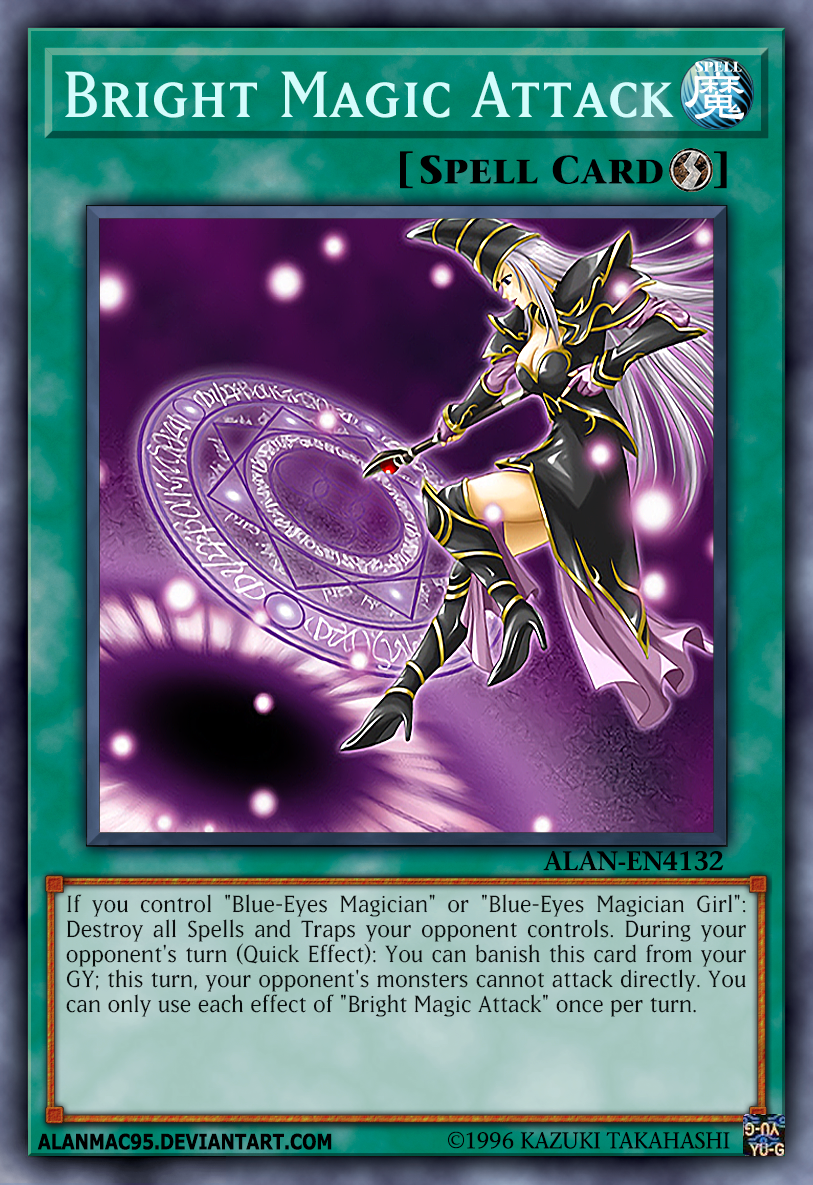 BRIGHT MAGIC ATTACK
SPELL
魔
[SPELL CARD]
ALAN-EN4132
If you control "Blue-Eyes Magician" or "Blue-Eyes Magician Girl":
Destroy all Spells and Traps your opponent controls. During your
opponent's turn (Quick Effect): You can banish this card from your
GY; this turn, your opponent's monsters cannot attack directly. You
can only use each effect of "Bright Magic Attack" once per turn.
ALANMAC95.DEVIANTART.COM
©1996 KAZUKI TAKAHASHI
YU-G
YU-G